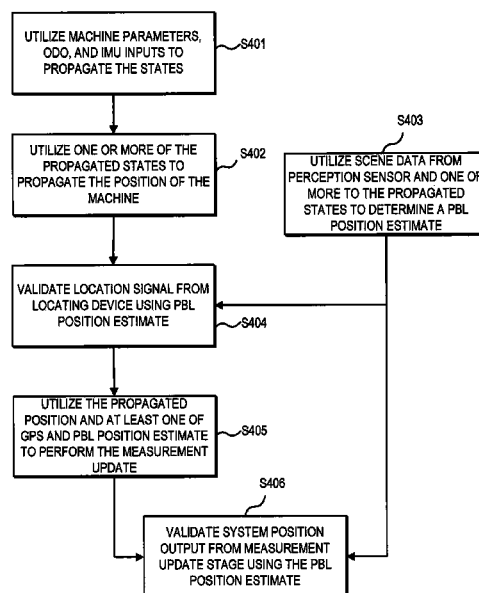 UTILIZE MACHINE PARAMETERS,
ODO, AND IMU INPUTS TO
PROPAGATE THE STATES
S401
UTILIZE ONE OR MORE OF THE
PROPAGATED STATES TO
PROPAGATE THE POSITION OF THE
MACHINE
S402
S403
UTILIZE SCENE DATA FROM
PERCEPTION SENSOR AND ONE OF
MORE TO THE PROPAGATED
STATES TO DETERMINE A PBL
POSITION ESTIMATE
VALIDATE LOCATION SIGNAL FROM
LOCATING DEVICE USING PBL
POSITION ESTIMATE
S404
UTILIZE THE PROPAGATED
POSITION AND AT LEAST ONE OF
GPS AND PBL POSITION ESTIMATE
TO PERFORM THE MEASUREMENT
UPDATE
S405
S406
VALIDATE SYSTEM POSITION
OUTPUT FROM MEASUREMENT
UPDATE STAGE USING THE PBL
POSITION ESTIMATE